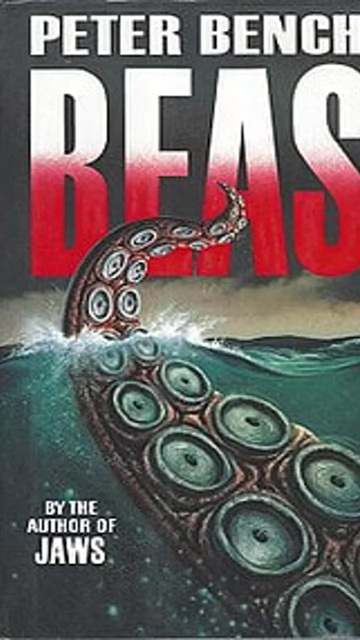 PETER BENCH
BEAS
BY THE
AUTHOR OF
JAWS